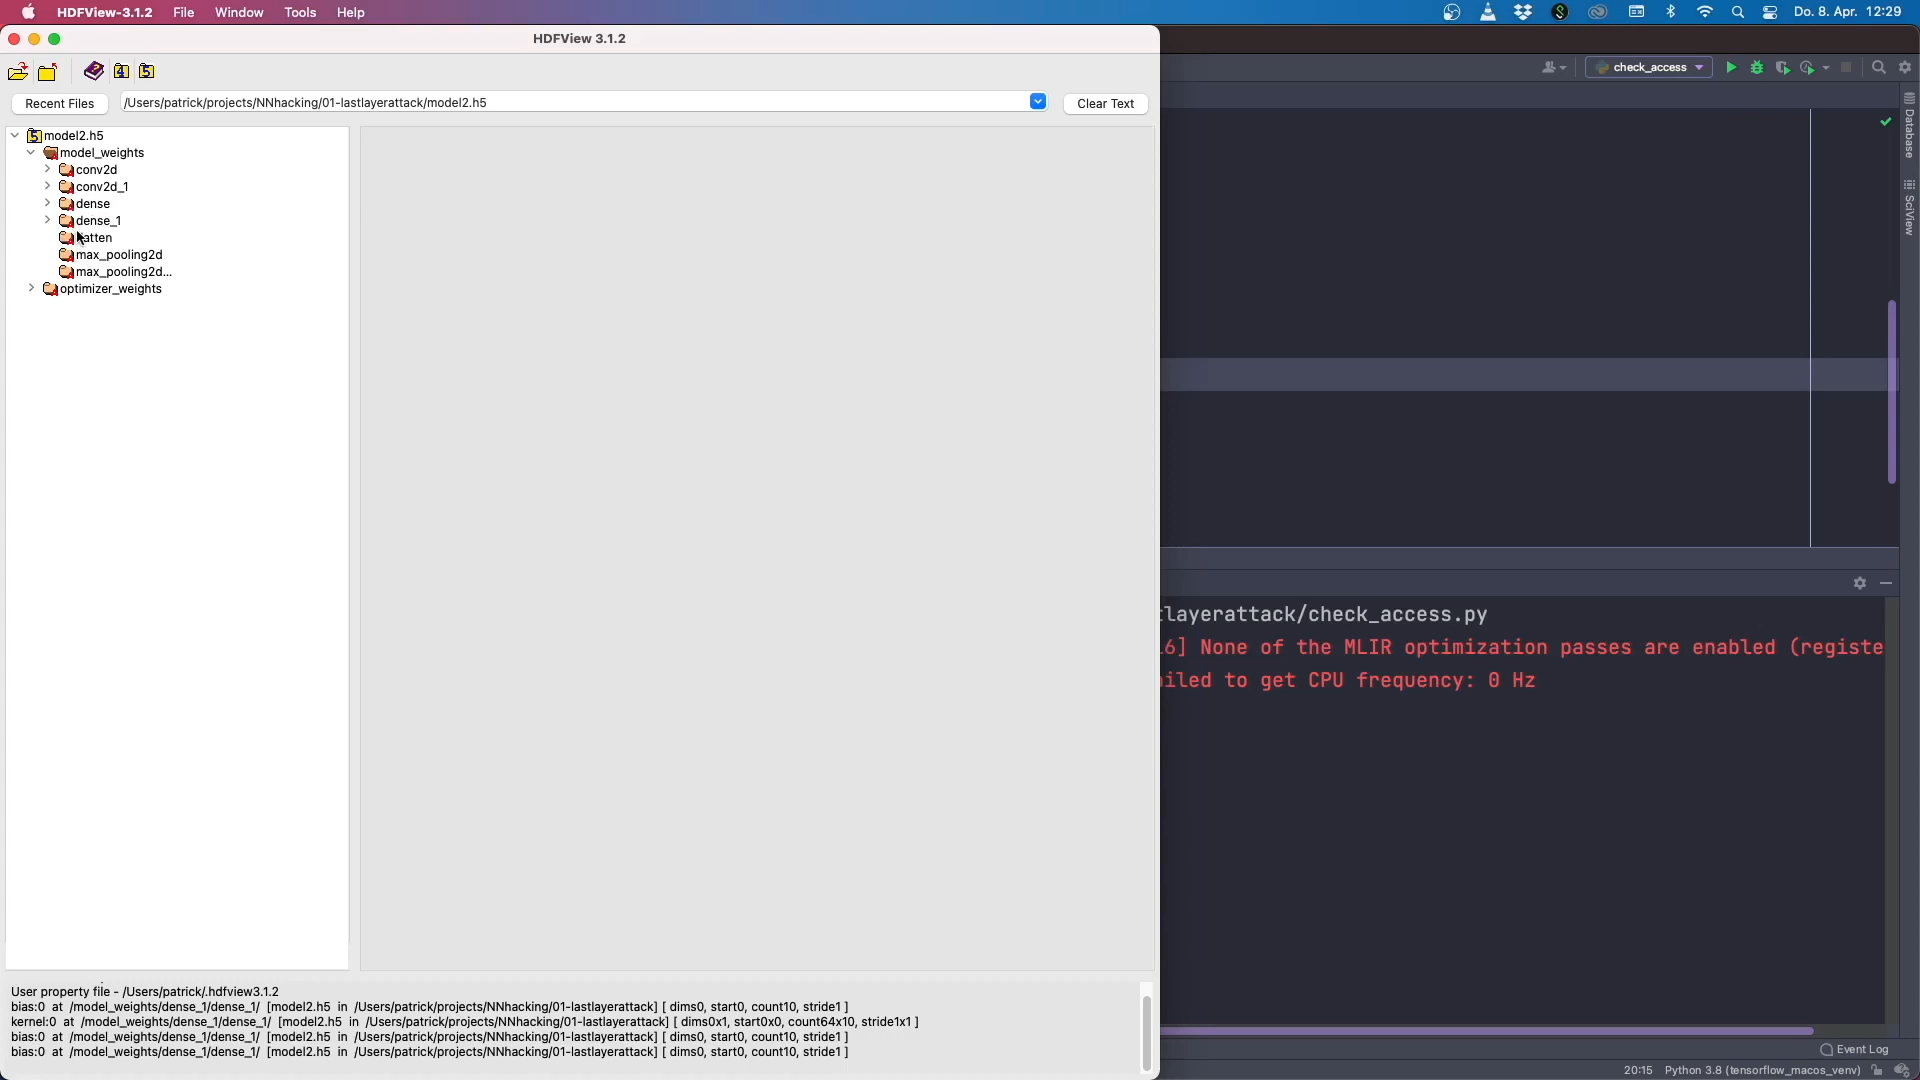 HDFView-3.1.2 File Window Tools Help
Do. 8. Apr. 12:29
HDFView 3.1.2
check_access
Recent Files
/Users/patrick/projects/NNhacking/01-lastlayerattack/model2.h5
Clear Text
model2.h5
model_weights
conv2d
conv2d_1
dense
dense_1
atten
max_pooling2d
max_pooling2d...
optimizer_weights
Database
SciView
tlayerattack/check_access.py
6] None of the MLIR optimization passes are enabled (registe
iled to get CPU frequency: 0 Hz
User property file - /Users/patrick/.hdfview3.1.2
bias:0 at /model_weights/dense_1/dense_1/ [model2.h5 in /Users/patrick/projects/NNhacking/01-lastlayerattack] [ dims0, start0, count10, stride1 ]
kernel:0 at /model_weights/dense_1/dense_1/ [model2.h5 in /Users/patrick/projects/NNhacking/01-lastlayerattack] [ dims0x1, start0x0, count64x10, stride1x1 ]
bias:0 at /model_weights/dense_1/dense_1/ [model2.h5 in /Users/patrick/projects/NNhacking/01-lastlayerattack] [ dims0, start0, count10, stride1 ]
bias:0 at /model_weights/dense_1/dense_1/ [model2.h5 in /Users/patrick/projects/NNhacking/01-lastlayerattack] [ dims0, start0, count10, stride1 ]
Event Log
20:15 Python 3.8 (tensorflow_macos_venv)